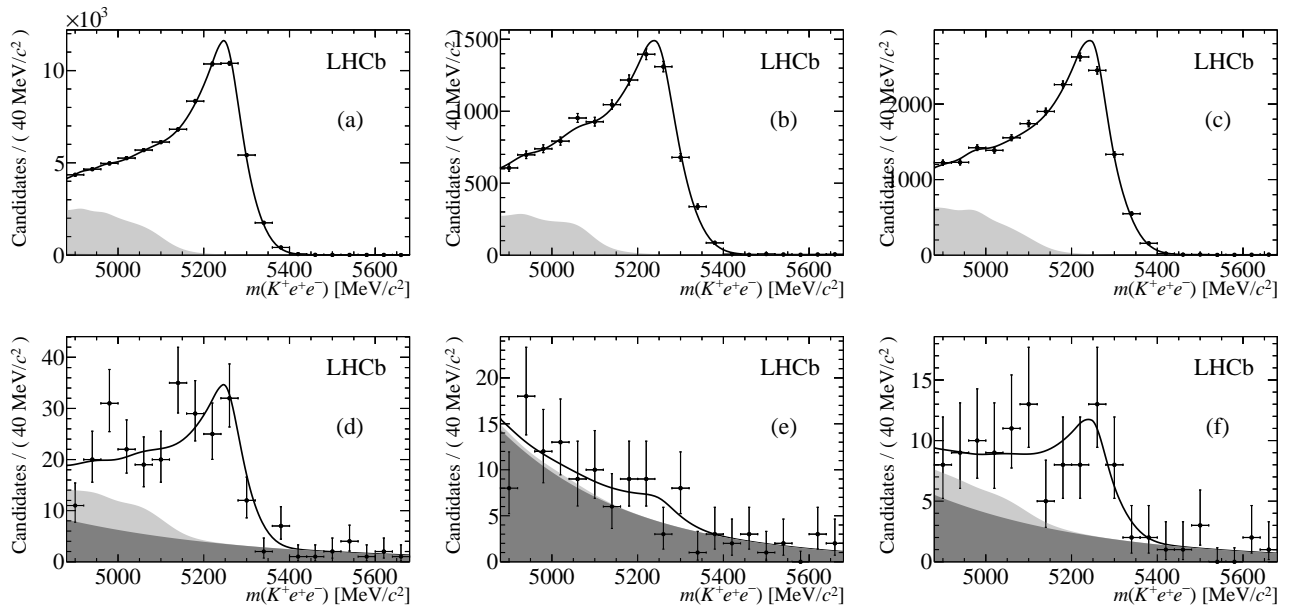 ×10³
LHCb
(a)
Candidates / ( 40 MeV/c²)
10
5
0
5000 5200 5400 5600
m(K⁺e⁺e⁻) [MeV/c²]
LHCb
(b)
Candidates / ( 40 MeV/c²)
1500
1000
500
0
5000 5200 5400 5600
m(K⁺e⁺e⁻) [MeV/c²]
LHCb
(c)
Candidates / ( 40 MeV/c²)
2000
1000
0
5000 5200 5400 5600
m(K⁺e⁺e⁻) [MeV/c²]
LHCb
(d)
Candidates / ( 40 MeV/c²)
40
30
20
10
0
5000 5200 5400 5600
m(K⁺e⁺e⁻) [MeV/c²]
LHCb
(e)
Candidates / ( 40 MeV/c²)
20
15
10
5
0
5000 5200 5400 5600
m(K⁺e⁺e⁻) [MeV/c²]
LHCb
(f)
Candidates / ( 40 MeV/c²)
15
10
5
0
5000 5200 5400 5600
m(K⁺e⁺e⁻) [MeV/c²]